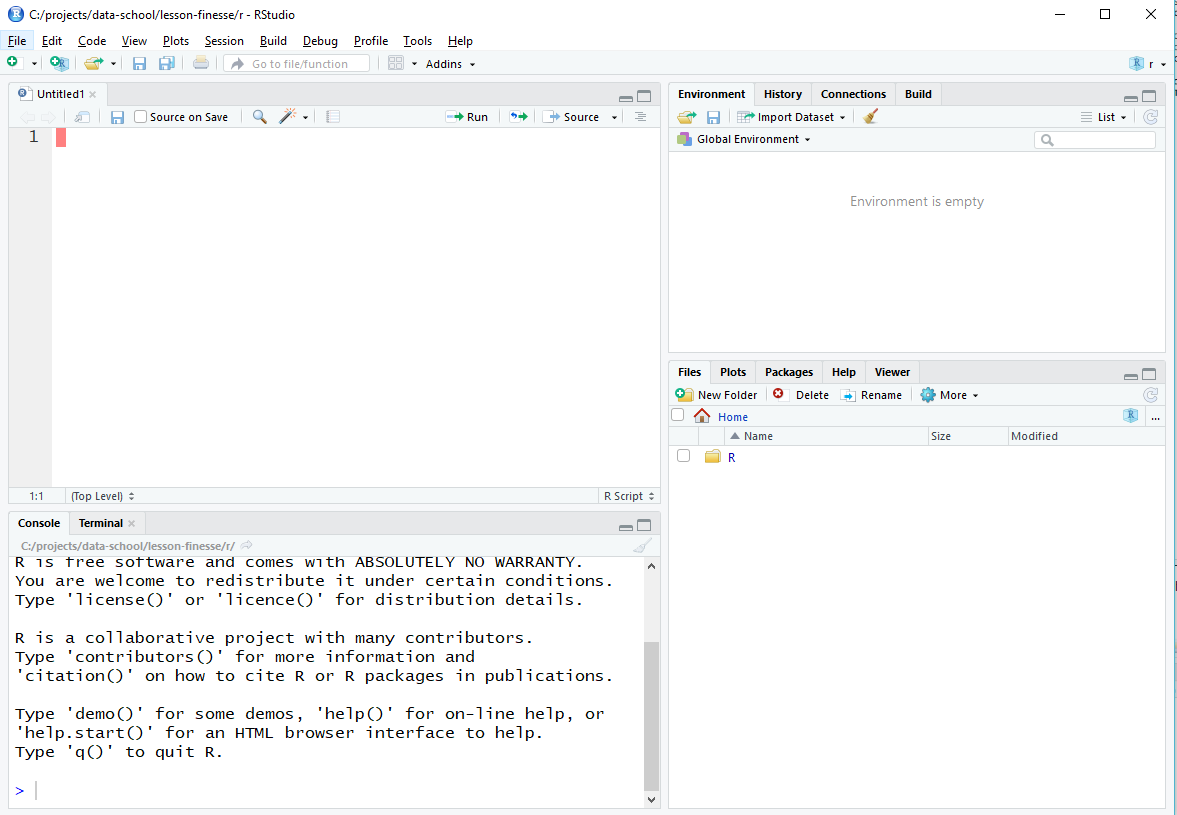 C:/projects/data-school/lesson-finesse/r - RStudio
File Edit Code View Plots Session Build Debug Profile Tools Help
Go to file/function Addins r
Untitled1
Source on Save Run Source
1
1:1 (Top Level) R Script
Console Terminal
C:/projects/data-school/lesson-finesse/r/
R is free software and comes with ABSOLUTELY NO WARRANTY.
You are welcome to redistribute it under certain conditions.
Type 'license()' or 'licence()' for distribution details.
R is a collaborative project with many contributors.
Type 'contributors()' for more information and
'citation()' on how to cite R or R packages in publications.
Type 'demo()' for some demos, 'help()' for on-line help, or
'help.start()' for an HTML browser interface to help.
Type 'q()' to quit R.
>
Environment History Connections Build
Import Dataset List
Global Environment
Environment is empty
Files Plots Packages Help Viewer
New Folder Delete Rename More
Home ...
Name Size Modified
R